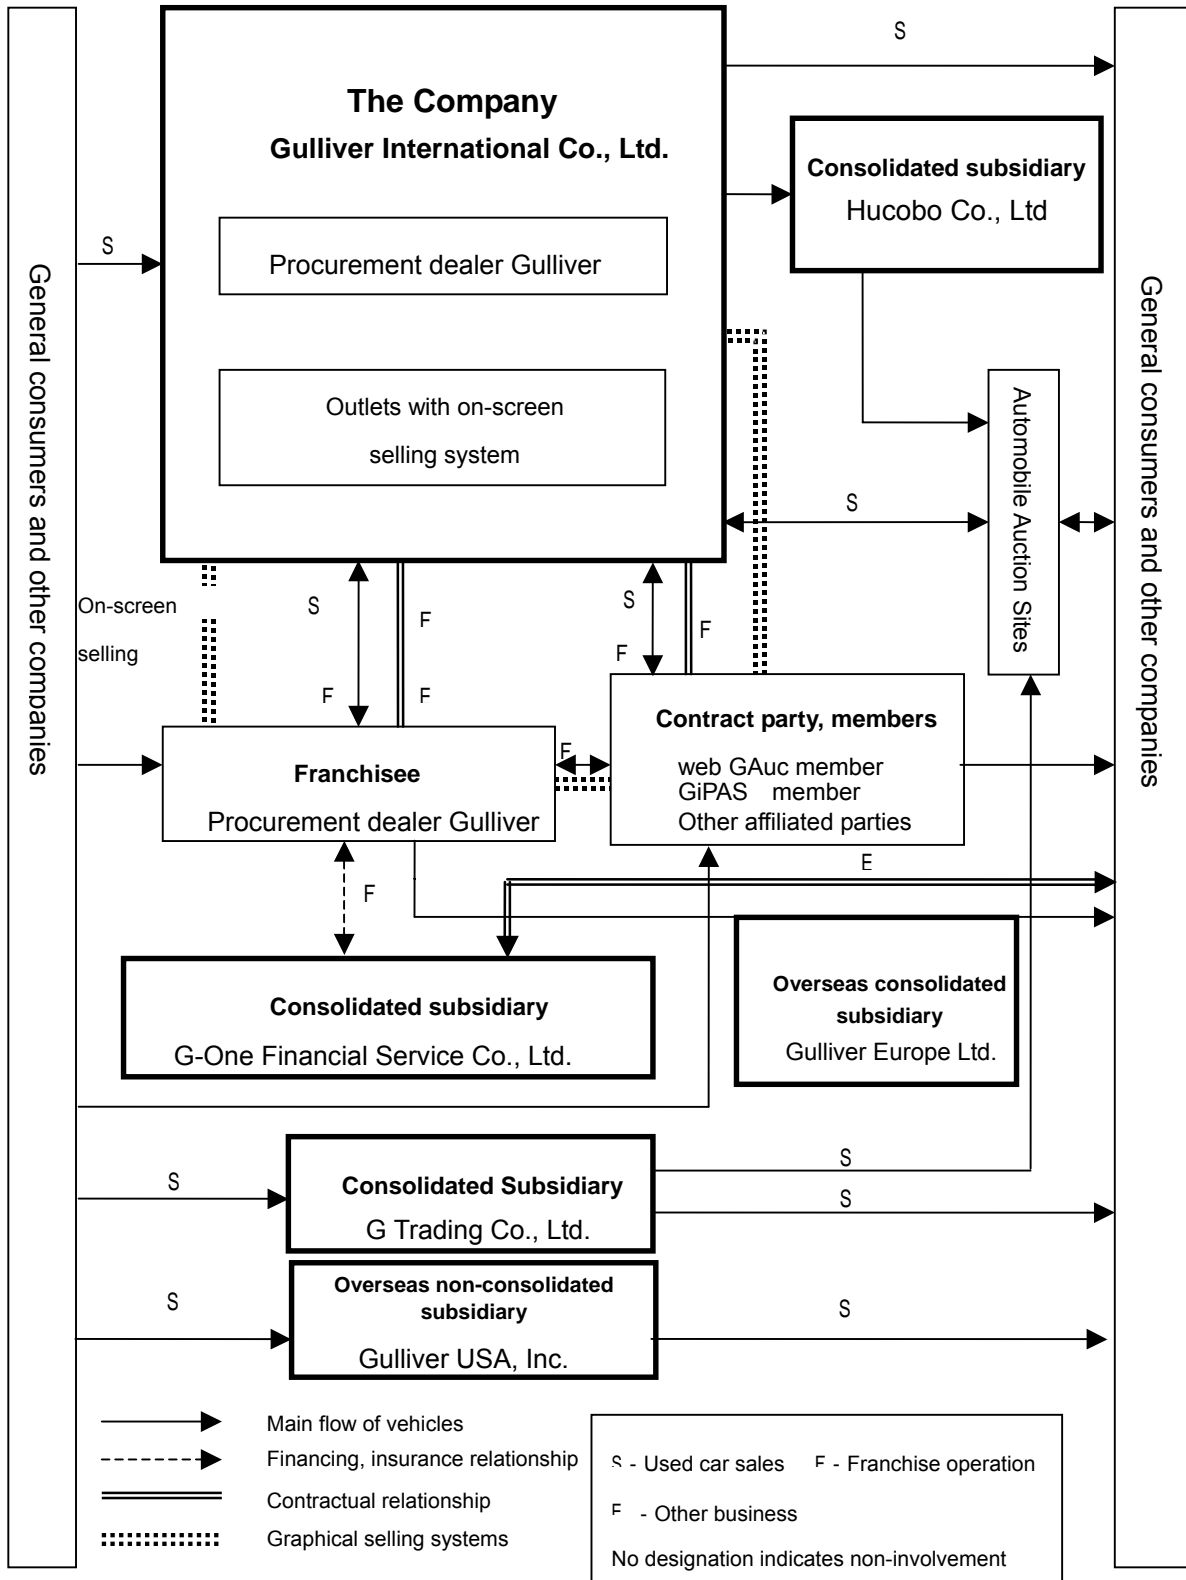 General consumers and other companies
S
The Company
Gulliver International Co., Ltd.
Procurement dealer Gulliver
Outlets with on-screen
selling system
S
Consolidated subsidiary
Hucobo Co., Ltd
Automobile Auction Sites
S
General consumers and other companies
On-screen
selling
S
F
F
F
S
F
F
Franchisee
Procurement dealer Gulliver
F
Contract party, members
web GAuc member
GiPAS member
Other affiliated parties
F
E
Consolidated subsidiary
G-One Financial Service Co., Ltd.
Overseas consolidated
subsidiary
Gulliver Europe Ltd.
S
Consolidated Subsidiary
G Trading Co., Ltd.
S
S
S
Overseas non-consolidated
subsidiary
Gulliver USA, Inc.
S
Main flow of vehicles
Financing, insurance relationship
Contractual relationship
Graphical selling systems
S - Used car sales F - Franchise operation
F - Other business
No designation indicates non-involvement